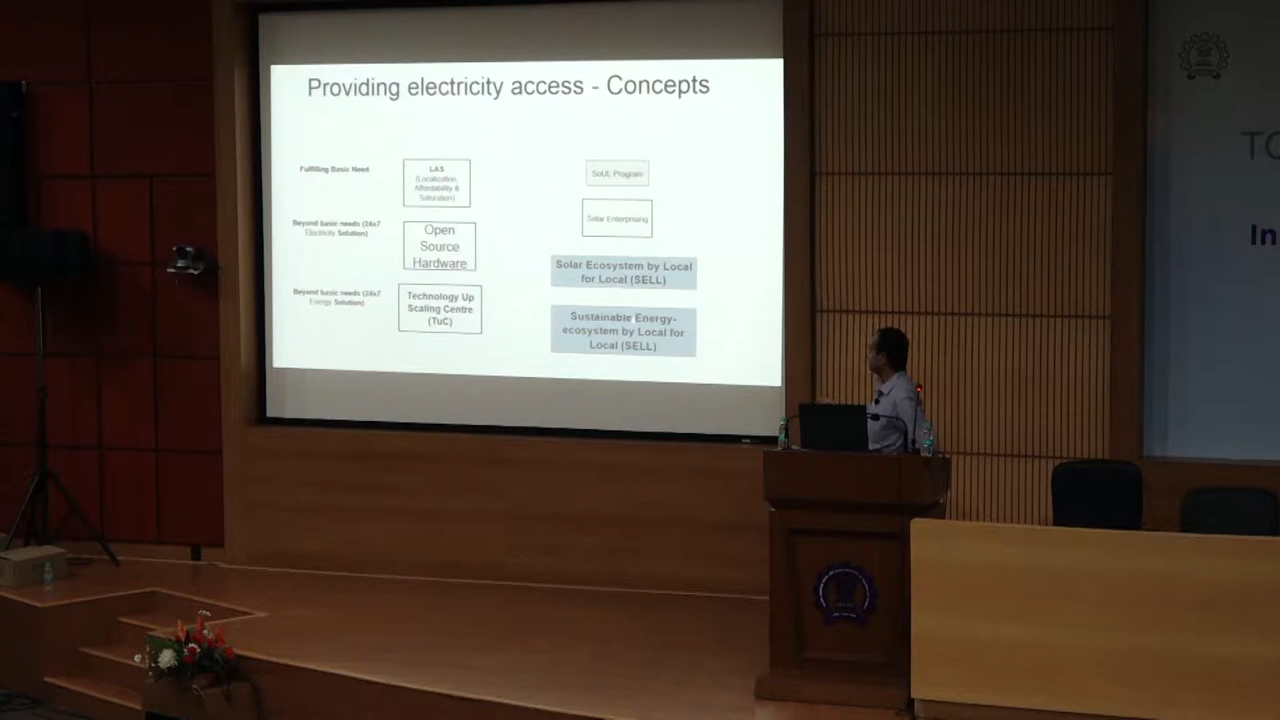 Providing electricity access - Concepts
Fulfilling Basic Need
LAS
(Localization,
Affordability &
Saturation)
SoUL Program
Beyond basic needs (24x7
Electricity Solution)
Open
Source
Hardware
Solar Enterprising
Solar Ecosystem by Local
for Local (SELL)
Beyond basic needs (24x7
Energy Solution)
Technology Up
Scaling Centre
(TuC)
Sustainable Energy-
ecosystem by Local for
Local (SELL)
TO
In